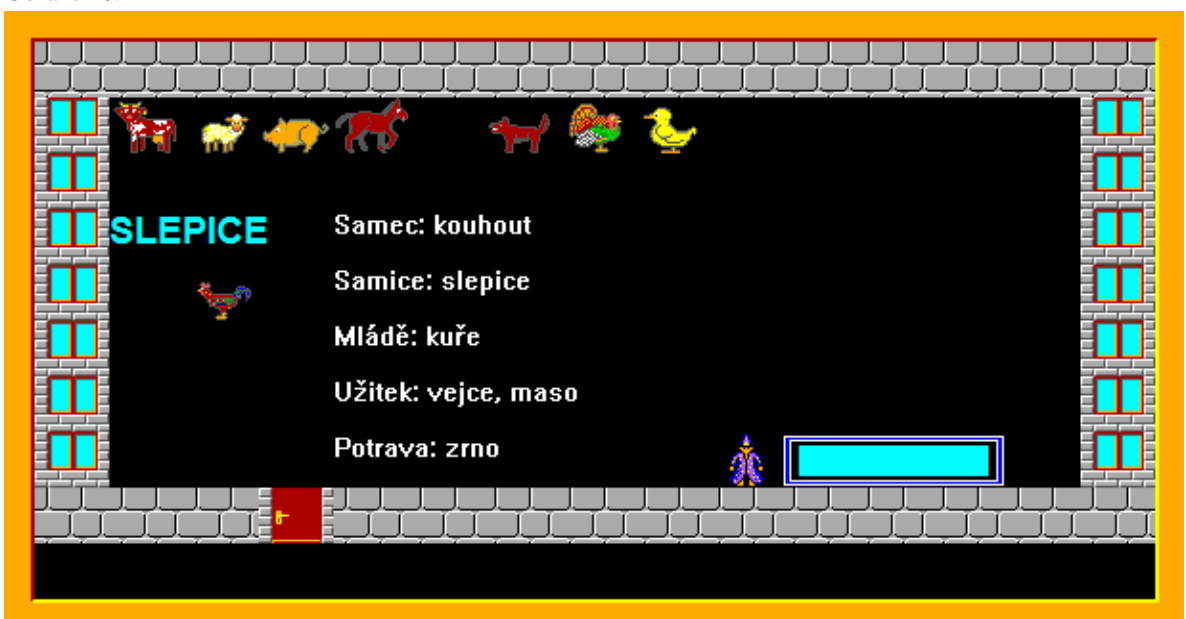 SLEPICE
Samec: kouhout
Samice: slepice
Mládě: kuře
Užitek: vejce, maso
Potrava: zrno